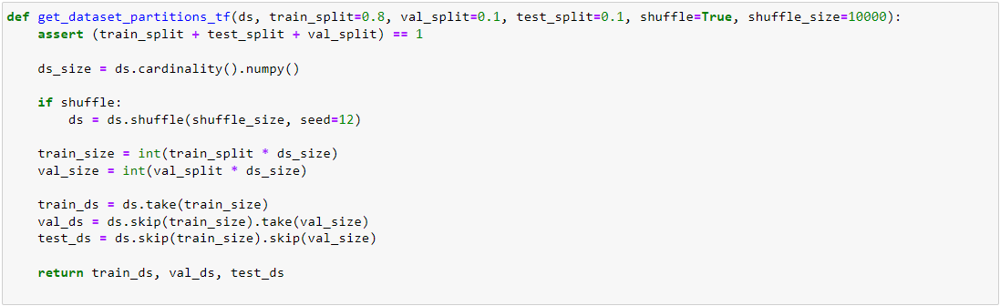 def get_dataset_partitions_tf(ds, train_split=0.8, val_split=0.1, test_split=0.1, shuffle=True, shuffle_size=10000):
    assert (train_split + test_split + val_split) == 1

    ds_size = ds.cardinality().numpy()

    if shuffle:
        ds = ds.shuffle(shuffle_size, seed=12)

    train_size = int(train_split * ds_size)
    val_size = int(val_split * ds_size)

    train_ds = ds.take(train_size)
    val_ds = ds.skip(train_size).take(val_size)
    test_ds = ds.skip(train_size).skip(val_size)

    return train_ds, val_ds, test_ds